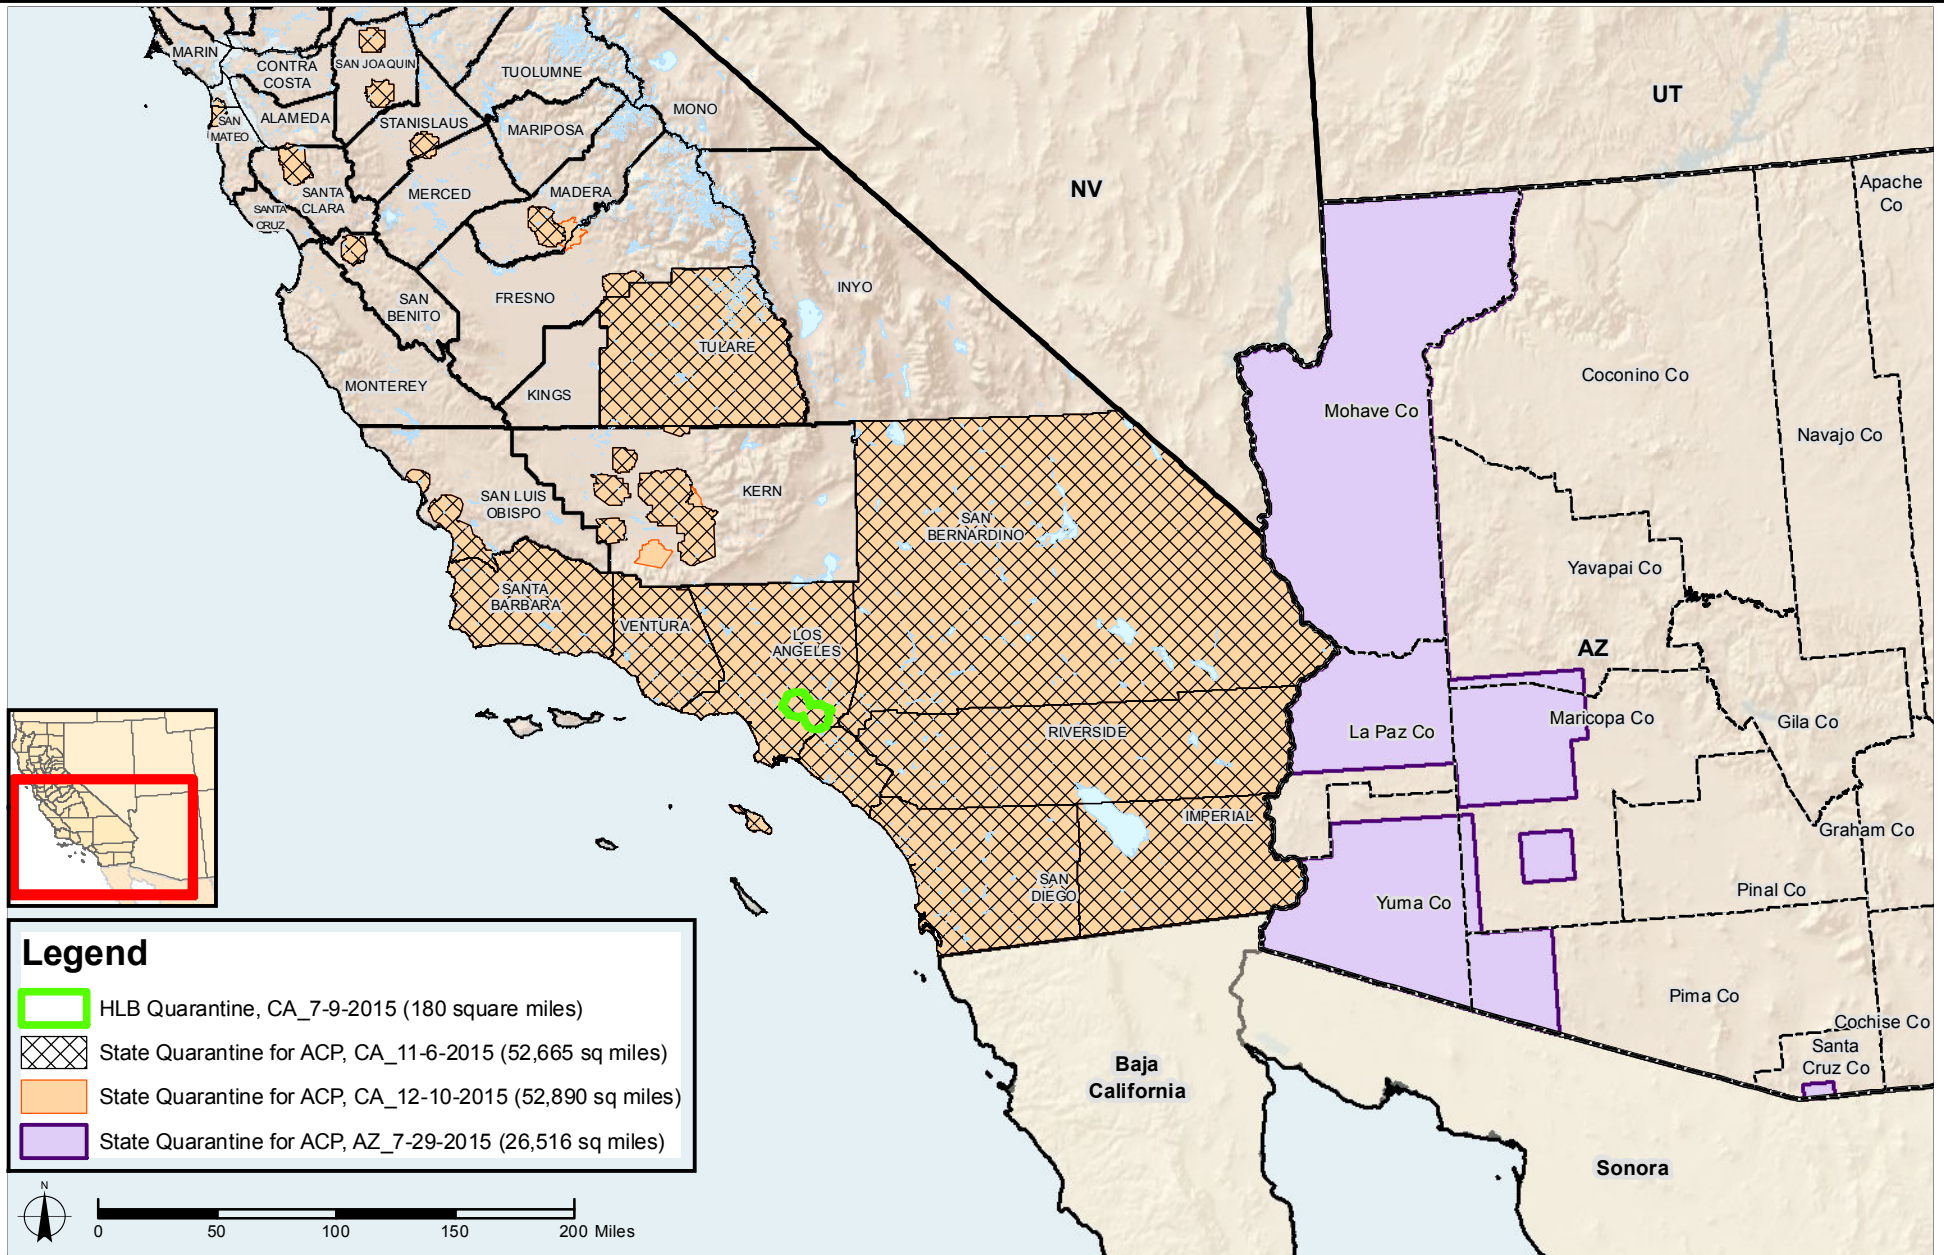 MARIN
CONTRA
COSTA
SAN JOAQUIN
TUOLUMNE
MONO
SAN
MATEO
ALAMEDA
STANISLAUS
MARIPOSA
SANTA
CLARA
MERCED
MADERA
SANTA
CRUZ
SAN
BENITO
FRESNO
INYO
TULARE
MONTEREY
KINGS
SAN LUIS
OBISPO
KERN
SAN
BERNARDINO
SANTA
BARBARA
VENTURA
LOS
ANGELES
RIVERSIDE
IMPERIAL
SAN
DIEGO
NV
UT
AZ
Apache
Co
Coconino Co
Mohave Co
Navajo Co
Yavapai Co
La Paz Co
Maricopa Co
Gila Co
Graham Co
Yuma Co
Pinal Co
Pima Co
Cochise Co
Santa
Cruz Co
Baja
California
Sonora
Legend
HLB Quarantine, CA_7-9-2015 (180 square miles)
State Quarantine for ACP, CA_11-6-2015 (52,665 sq miles)
State Quarantine for ACP, CA_12-10-2015 (52,890 sq miles)
State Quarantine for ACP, AZ_7-29-2015 (26,516 sq miles)
N
0 50 100 150 200 Miles